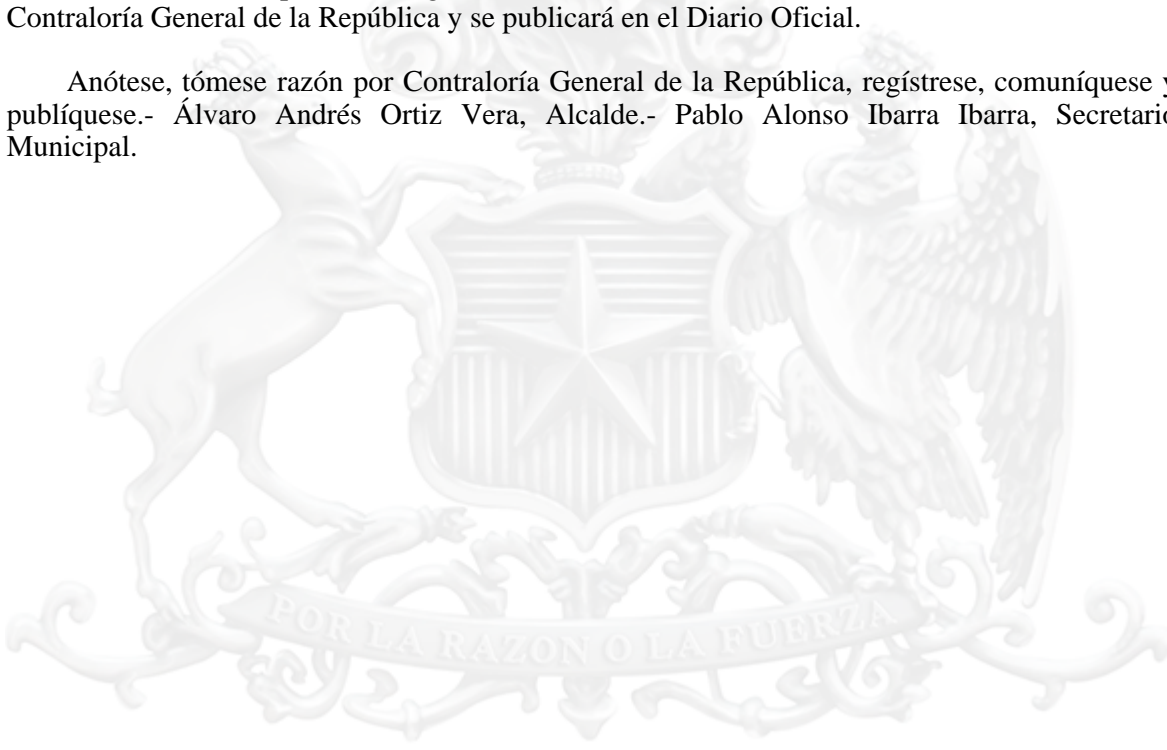 Contraloría General de la República y se publicará en el Diario Oficial.
Anótese, tómese razón por Contraloría General de la República, regístrese, comuníquese y
publíquese.- Álvaro Andrés Ortiz Vera, Alcalde.- Pablo Alonso Ibarra Ibarra, Secretario
Municipal.
POR LA RAZON O LA FUERZA